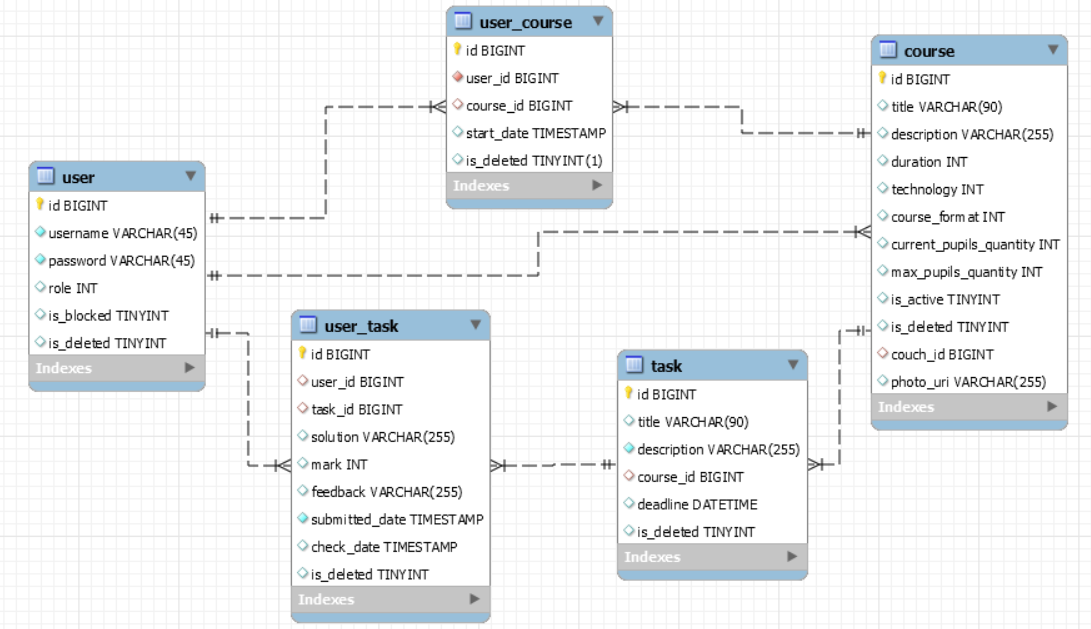 user_course
id BIGINT
user_id BIGINT
course_id BIGINT
start_date TIMESTAMP
is_deleted TINYINT(1)
Indexes
course
id BIGINT
title VARCHAR(90)
description VARCHAR(255)
duration INT
technology INT
course_format INT
current_pupils_quantity INT
max_pupils_quantity INT
is_active TINYINT
is_deleted TINYINT
couch_id BIGINT
photo_uri VARCHAR(255)
Indexes
user
id BIGINT
username VARCHAR(45)
password VARCHAR(45)
role INT
is_blocked TINYINT
is_deleted TINYINT
Indexes
user_task
id BIGINT
user_id BIGINT
task_id BIGINT
solution VARCHAR(255)
mark INT
feedback VARCHAR(255)
submitted_date TIMESTAMP
check_date TIMESTAMP
is_deleted TINYINT
Indexes
task
id BIGINT
title VARCHAR(90)
description VARCHAR(255)
course_id BIGINT
deadline DATETIME
is_deleted TINYINT
Indexes